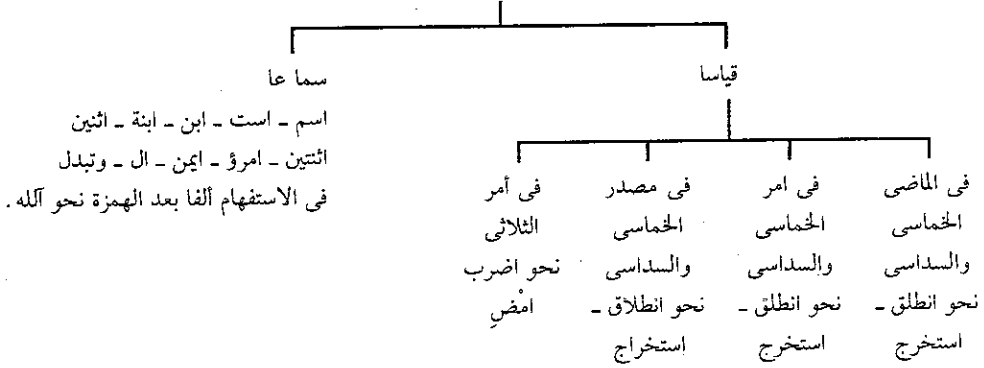 قياسا
فى الماضى
الخماسى
والسداسى
نحو انطلق ـ
استخرج
فى امر
الخماسى
والسداسى
نحو انطلق ـ
استخرج
فى مصدر
الخماسى
والسداسى
نحو انطلاق ـ
استخراج
فى أمر
الثلاثى
نحو اضرب
امْضِ
سما عا
اسم ـ است ـ ابن ـ ابنة ـ اثنين
اثنتين ـ امرؤ ـ ايمن ـ ال ـ وتبدل
فى الاستفهام ألفا بعد الهمزة نحو آلله .